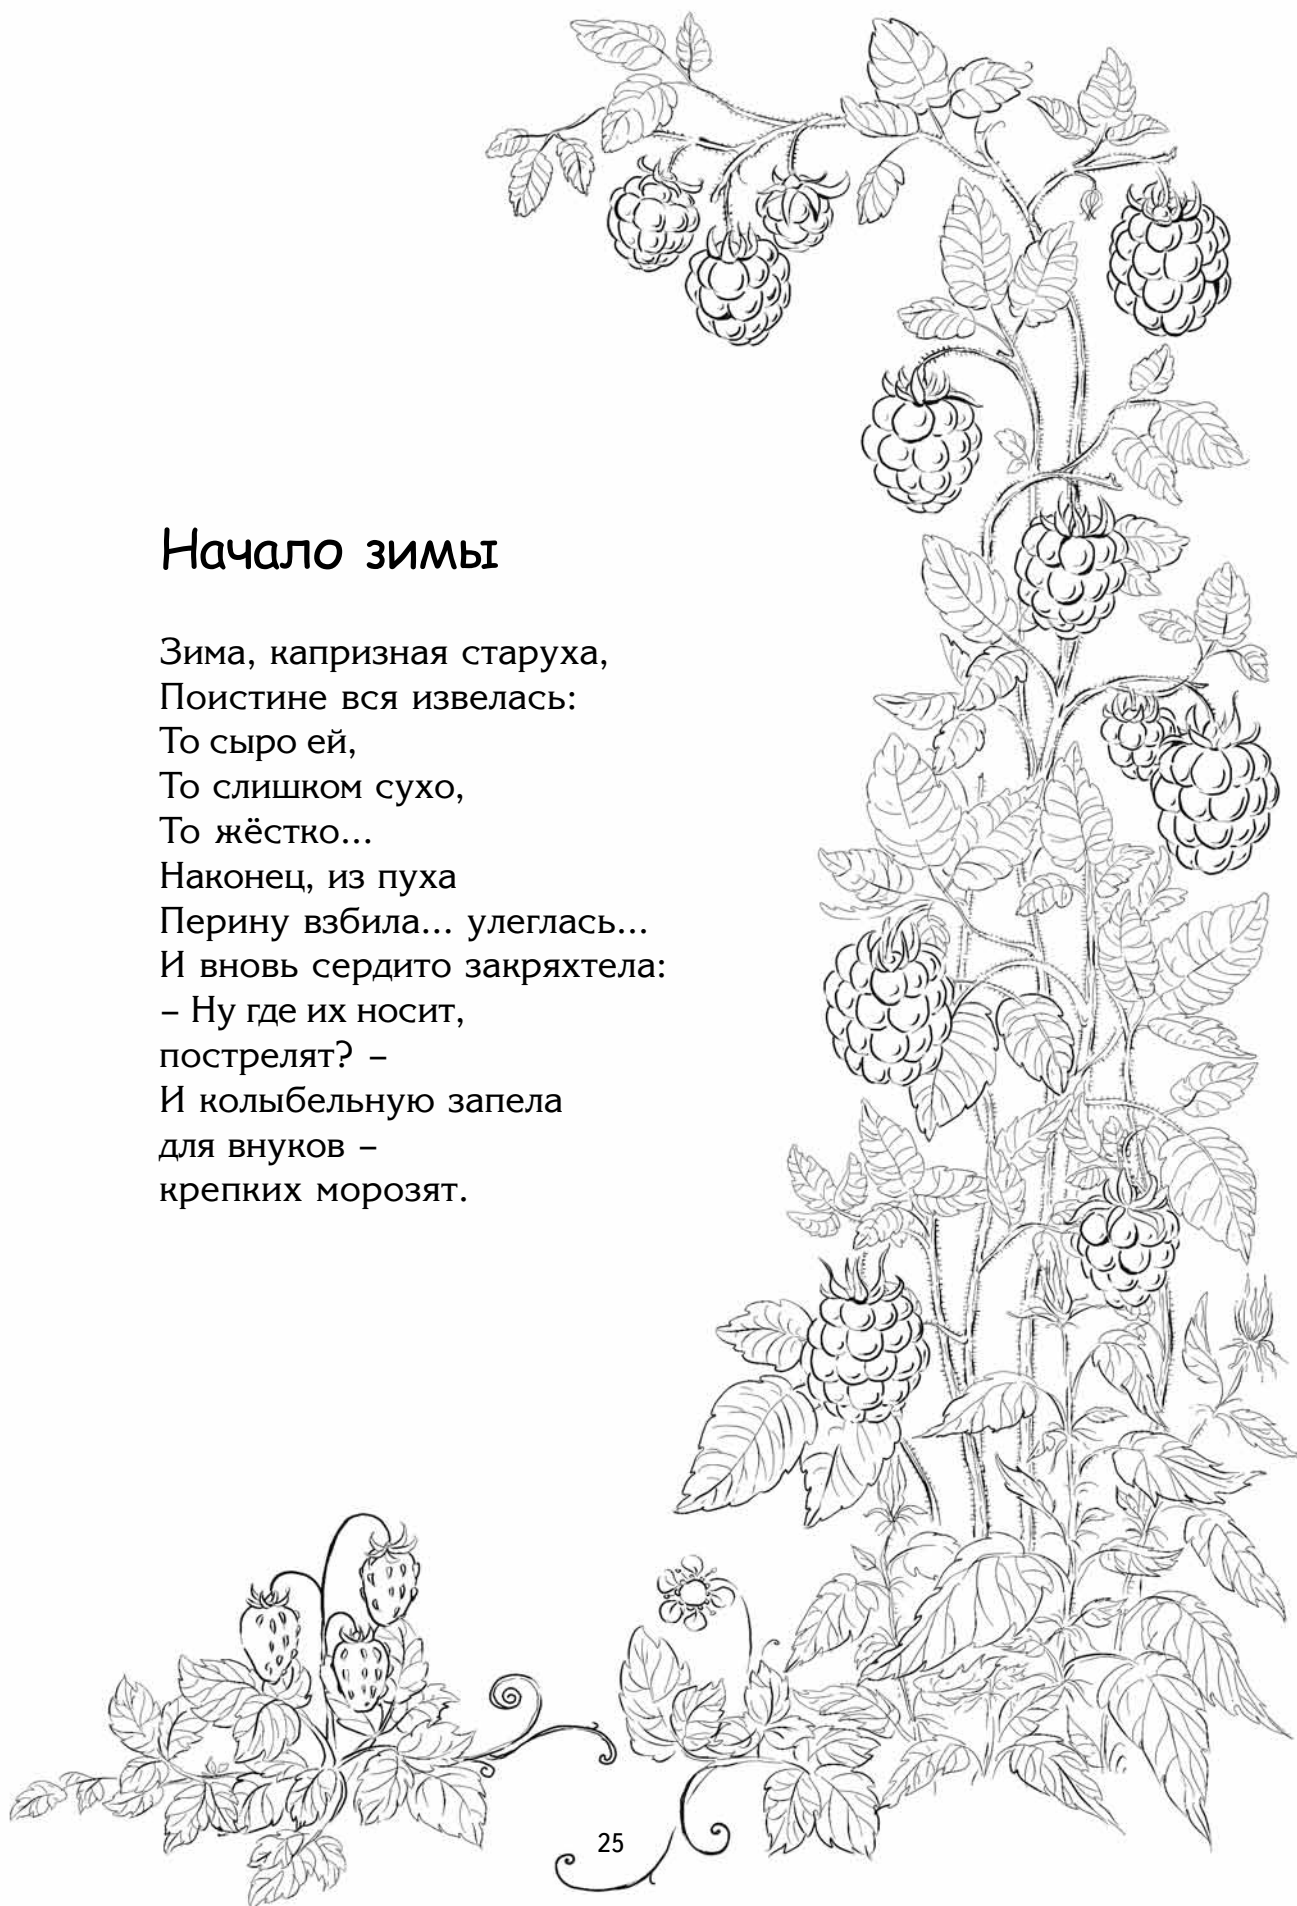 Начало зимы
Зима, капризная старуха,
Поистине вся извелась:
То сыро ей,
То слишком сухо,
То жёстко...
Наконец, из пуха
Перину взбила... улеглась...
И вновь сердито закряхтела:
– Ну где их носит,
пострелят? –
И колыбельную запела
для внуков –
крепких морозят.
25